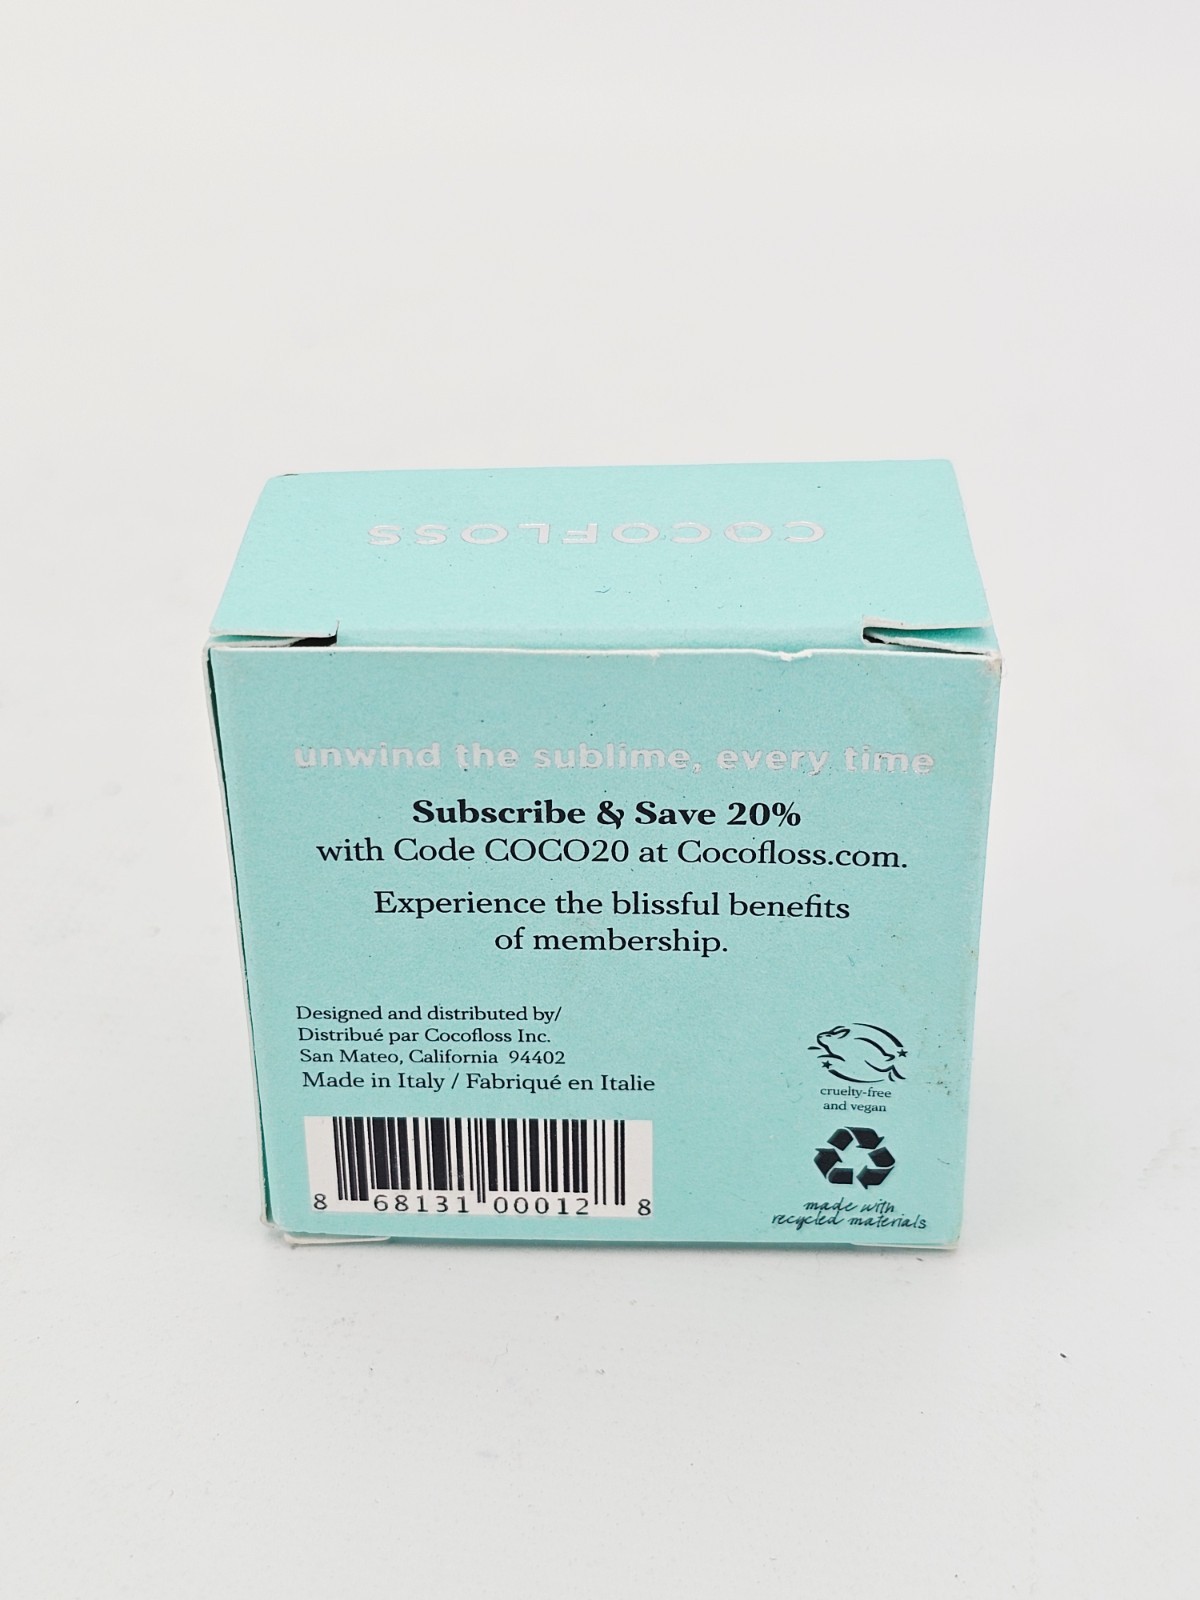 COCOFLOSS
unwind the sublime, every time
Subscribe & Save 20%
with Code COCO20 at Cocofloss.com.
Experience the blissful benefits
of membership.
Designed and distributed by/
Distribué par Cocofloss Inc.
San Mateo, California 94402
Made in Italy / Fabriqué en Italie
8 68131 00012 8
cruelty-free
and vegan
made with
recycled materials